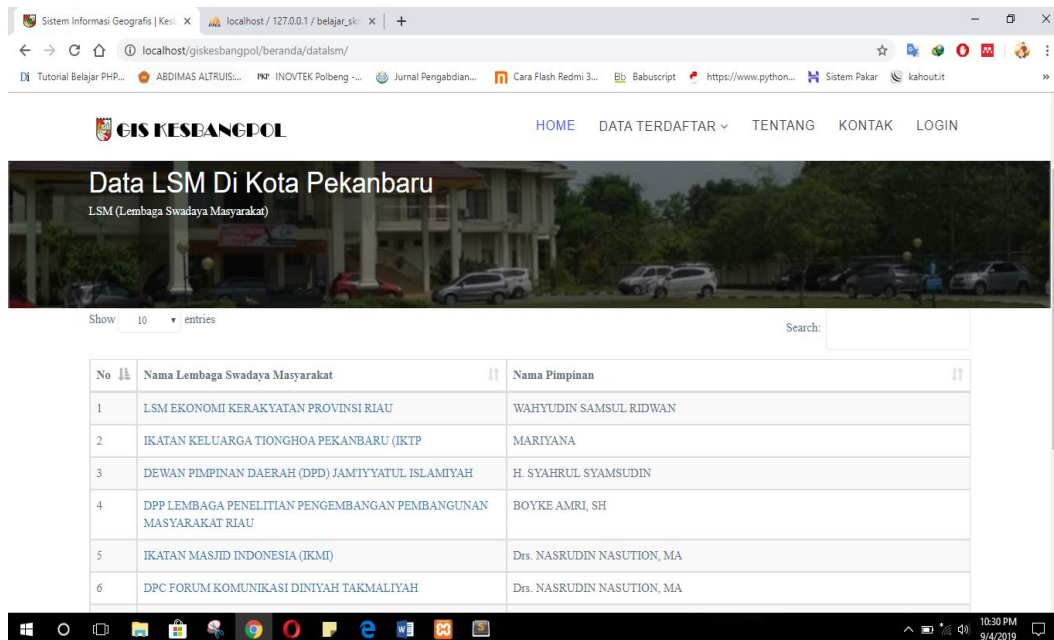 Sistem Informasi Geografis | Kesb
localhost / 127.0.0.1 / belajar_skri
localhost/giskesbangpol/beranda/datalsm/
Tutorial Belajar PHP...
ABDIMAS ALTRUIS:...
PKP INOVTEK Polbeng -...
Jurnal Pengabdian...
Cara Flash Redmi 3...
Bb Babuscript
https://www.python...
Sistem Pakar
kahout.it
GIS KESBANGPOL
HOME DATA TERDAFTAR TENTANG KONTAK LOGIN
Data LSM Di Kota Pekanbaru
LSM (Lembaga Swadaya Masyarakat)
Show 10 entries
Search:
No Nama Lembaga Swadaya Masyarakat Nama Pimpinan
1 LSM EKONOMI KERAKYATAN PROVINSI RIAU WAHYUDIN SAMSUL RIDWAN
2 IKATAN KELUARGA TIONGHOA PEKANBARU (IKTP MARIYANA
3 DEWAN PIMPINAN DAERAH (DPD) JAM'IYYATUL ISLAMIYAH H. SYAHRUL SYAMSUDIN
4 DPP LEMBAGA PENELITIAN PENGEMBANGAN PEMBANGUNAN BOYKE AMRI, SH
MASYARAKAT RIAU
5 IKATAN MASJID INDONESIA (IKMI) Drs. NASRUDIN NASUTION, MA
6 DPC FORUM KOMUNIKASI DINIYAH TAKMALIYAH Drs. NASRUDIN NASUTION, MA
10:30 PM
9/4/2019